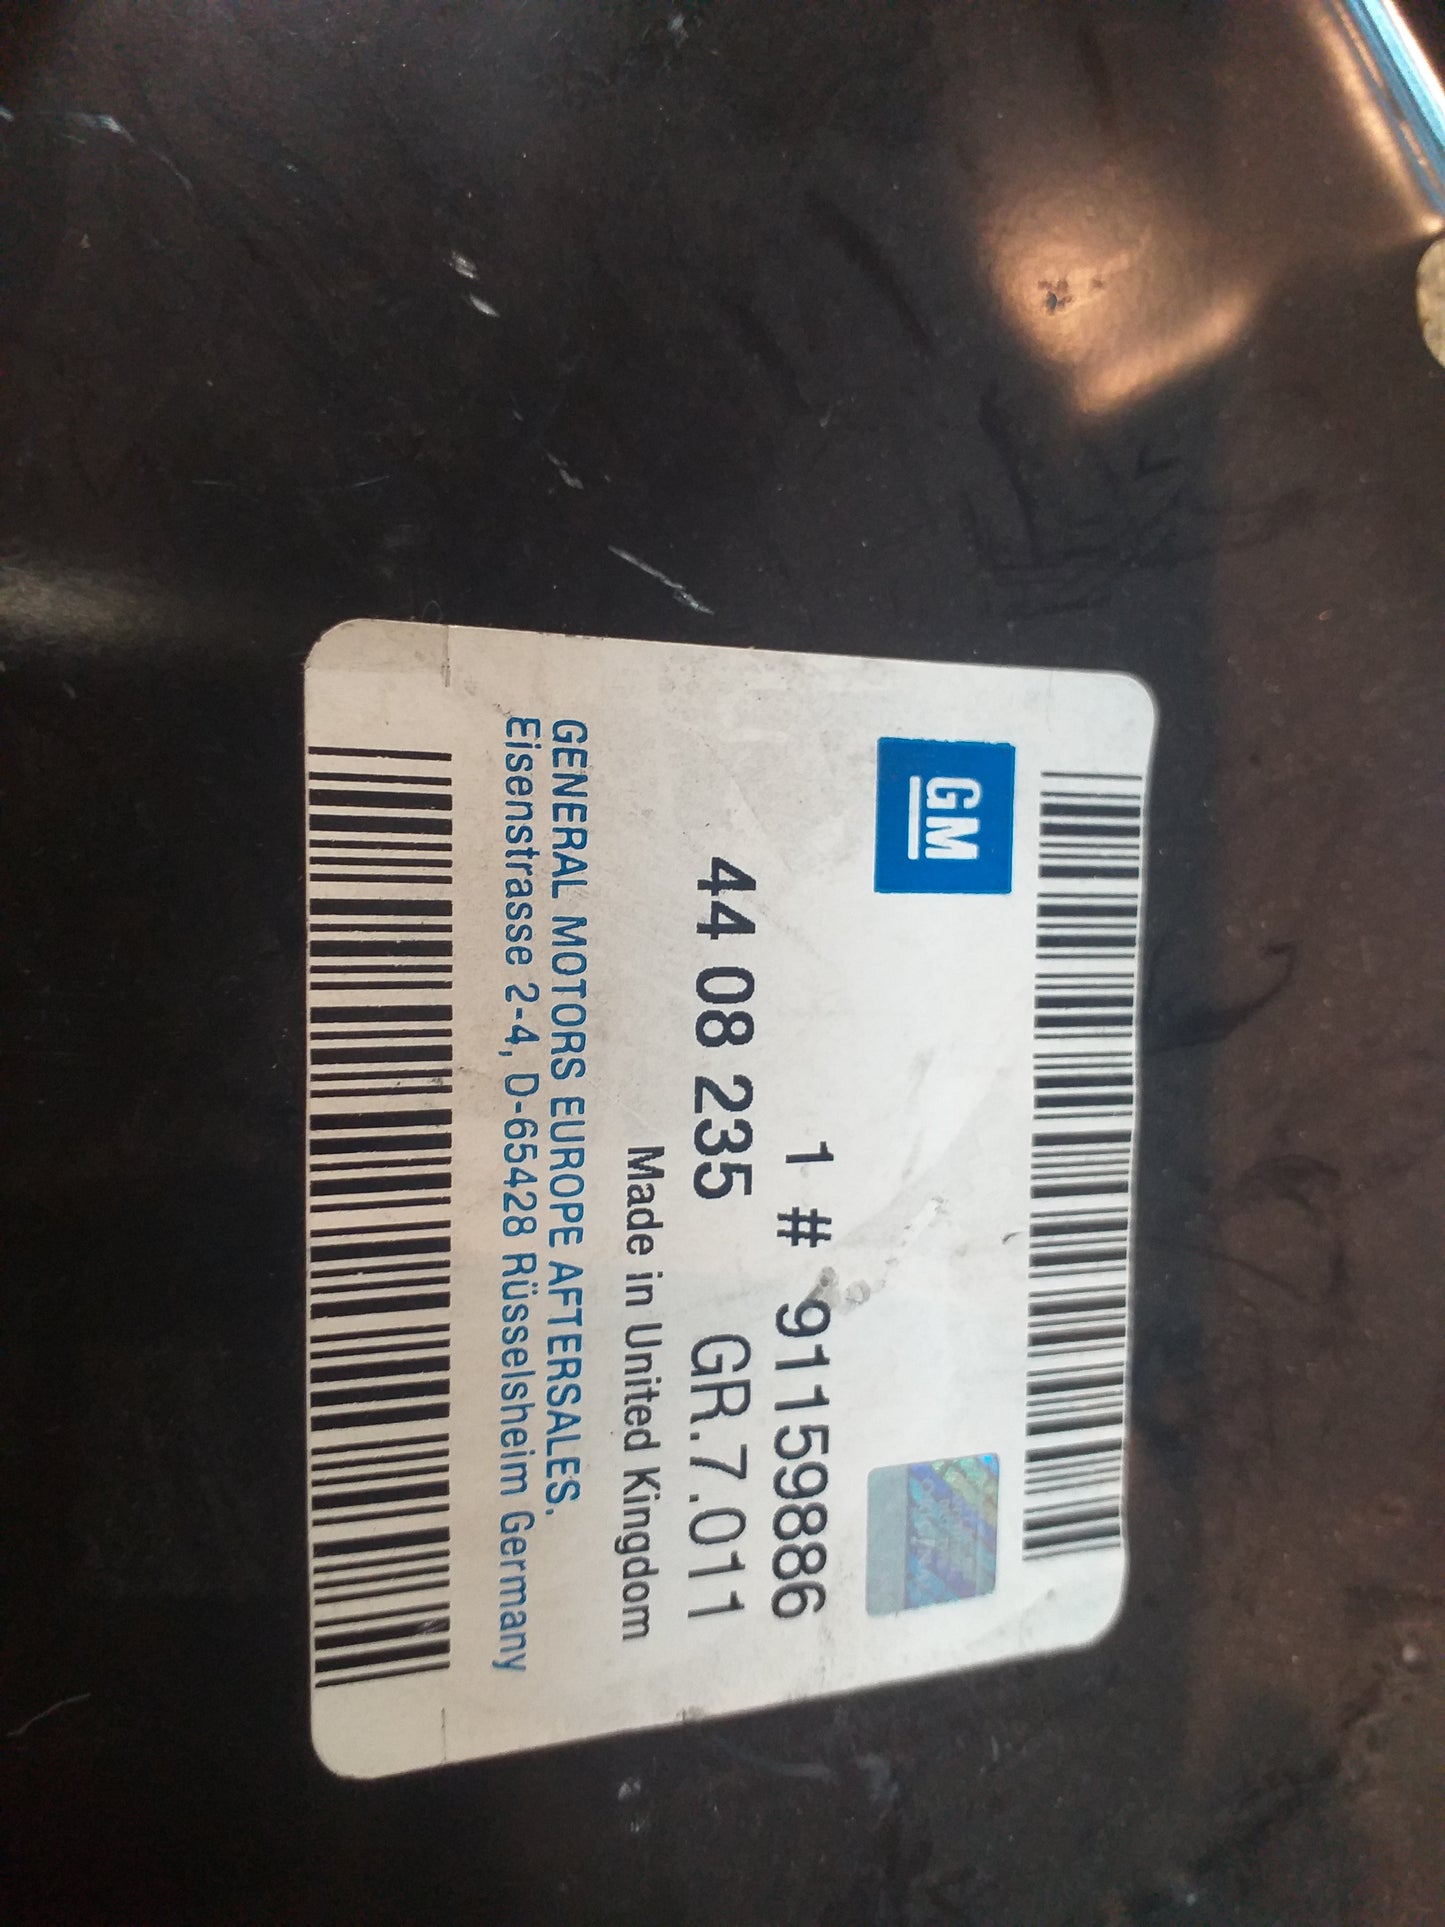 GM
1 # 91159886
44 08 235 GR.7.011
Made in United Kingdom
GENERAL MOTORS EUROPE AFTERSALES.
Eisenstrasse 2-4, D-65428 Rüsselsheim Germany